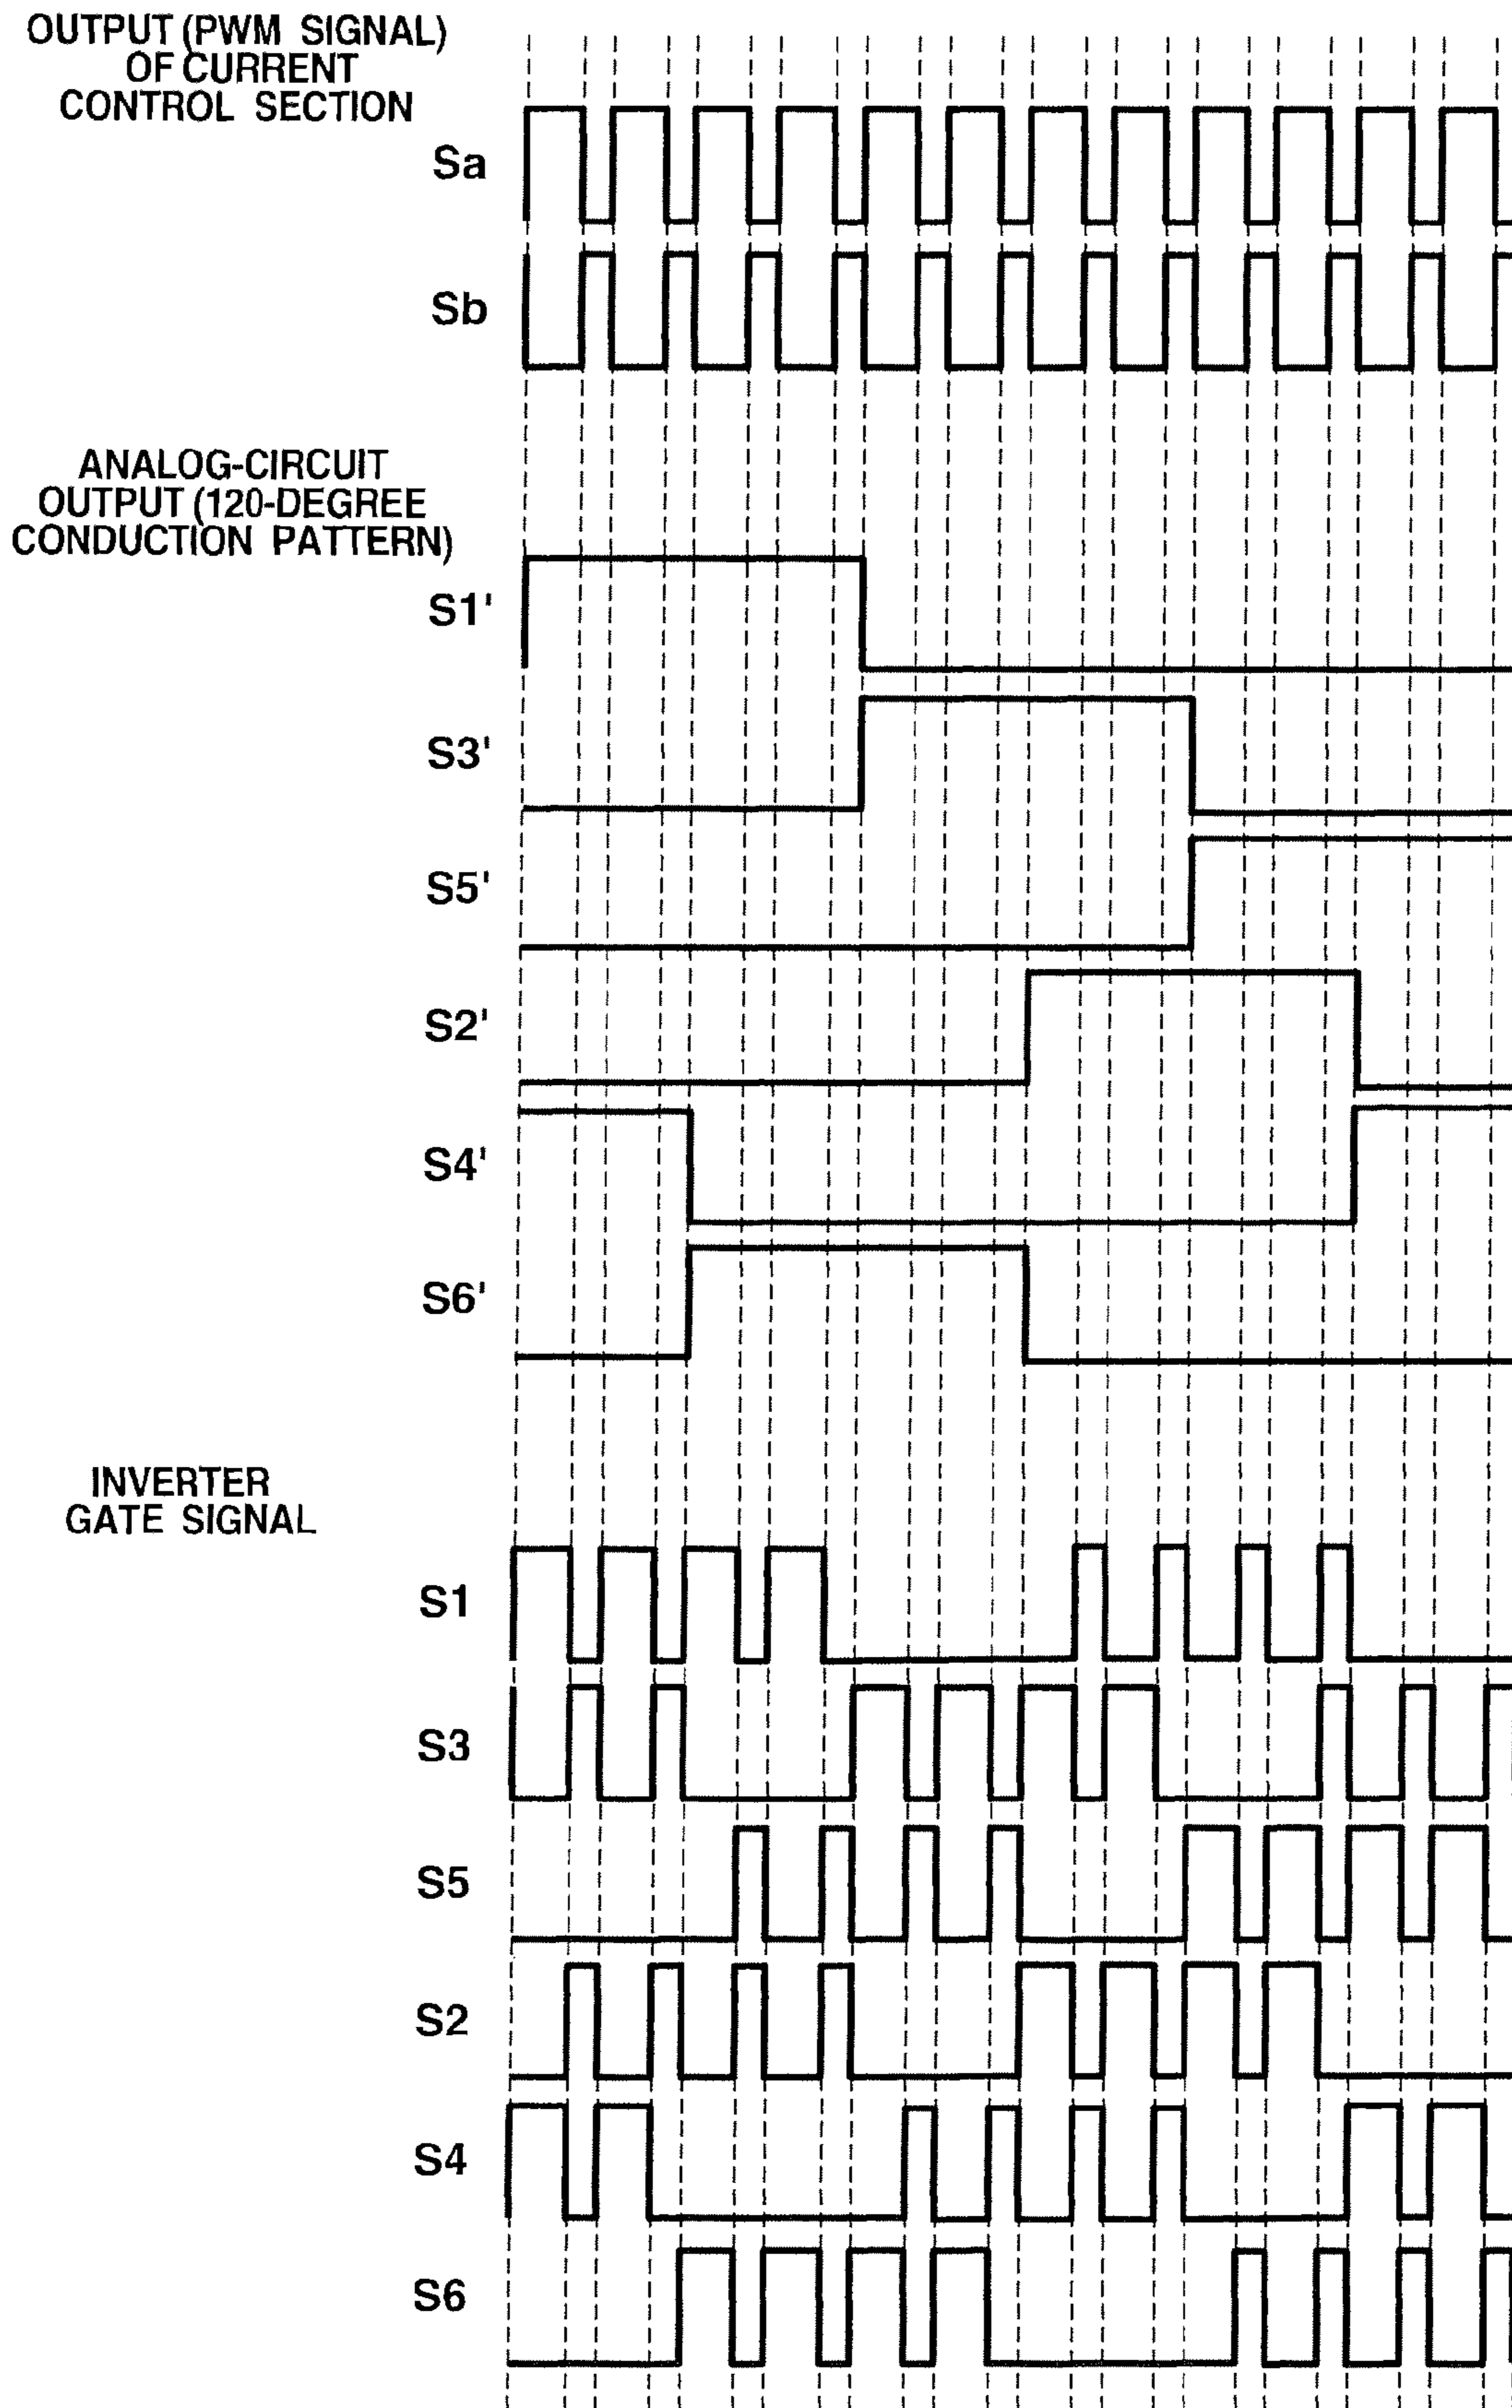 OUTPUT (PWM SIGNAL)
OF CURRENT
CONTROL SECTION
Sa
Sb
ANALOG-CIRCUIT
OUTPUT (120-DEGREE
CONDUCTION PATTERN)
S1'
S3'
S5'
S2'
S4'
S6'
INVERTER
GATE SIGNAL
S1
S3
S5
S2
S4
S6